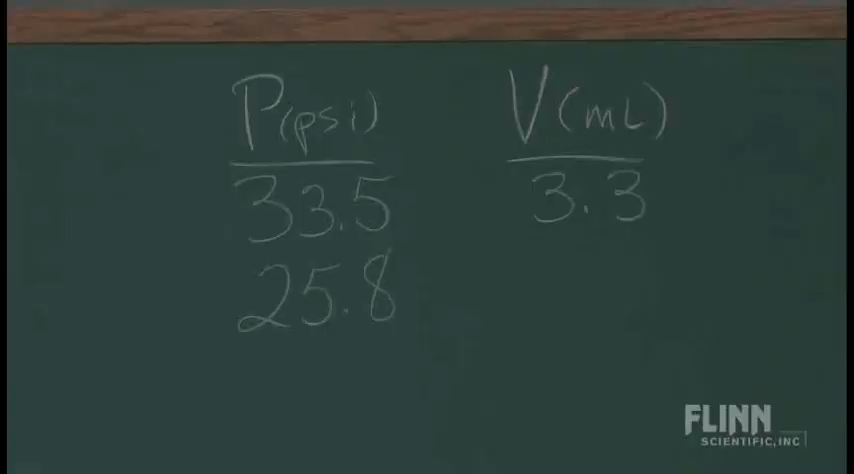 P(psi) V(mL)
33.5 3.3
25.8
FLINN
SCIENTIFIC, INC